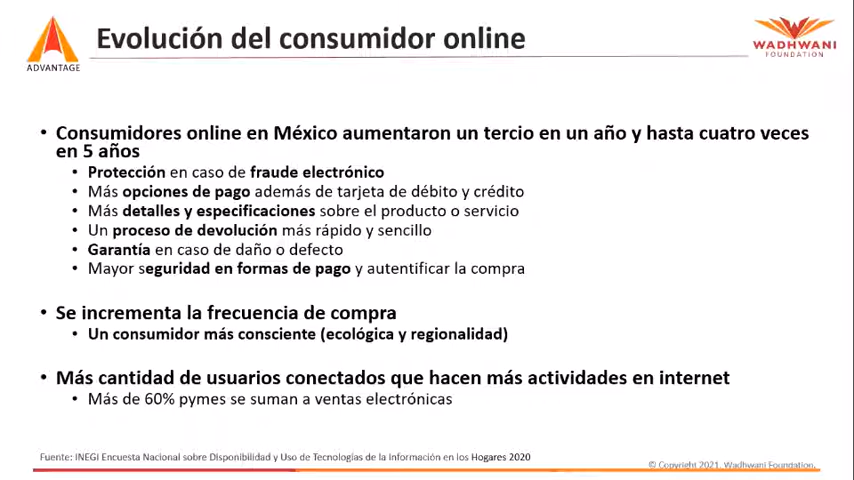 Evolución del consumidor online
ADVANTAGE
WADHWANI
FOUNDATION
• Consumidores online en México aumentaron un tercio en un año y hasta cuatro veces
en 5 años
• Protección en caso de fraude electrónico
• Más opciones de pago además de tarjeta de débito y crédito
• Más detalles y especificaciones sobre el producto o servicio
• Un proceso de devolución más rápido y sencillo
• Garantía en caso de daño o defecto
• Mayor seguridad en formas de pago y autentificar la compra
• Se incrementa la frecuencia de compra
• Un consumidor más consciente (ecológica y regionalidad)
• Más cantidad de usuarios conectados que hacen más actividades en internet
• Más de 60% pymes se suman a ventas electrónicas
Fuente: INEGI Encuesta Nacional sobre Disponibilidad y Uso de Tecnologías de la Información en los Hogares 2020
© Copyright 2021. Wadhwani Foundation.